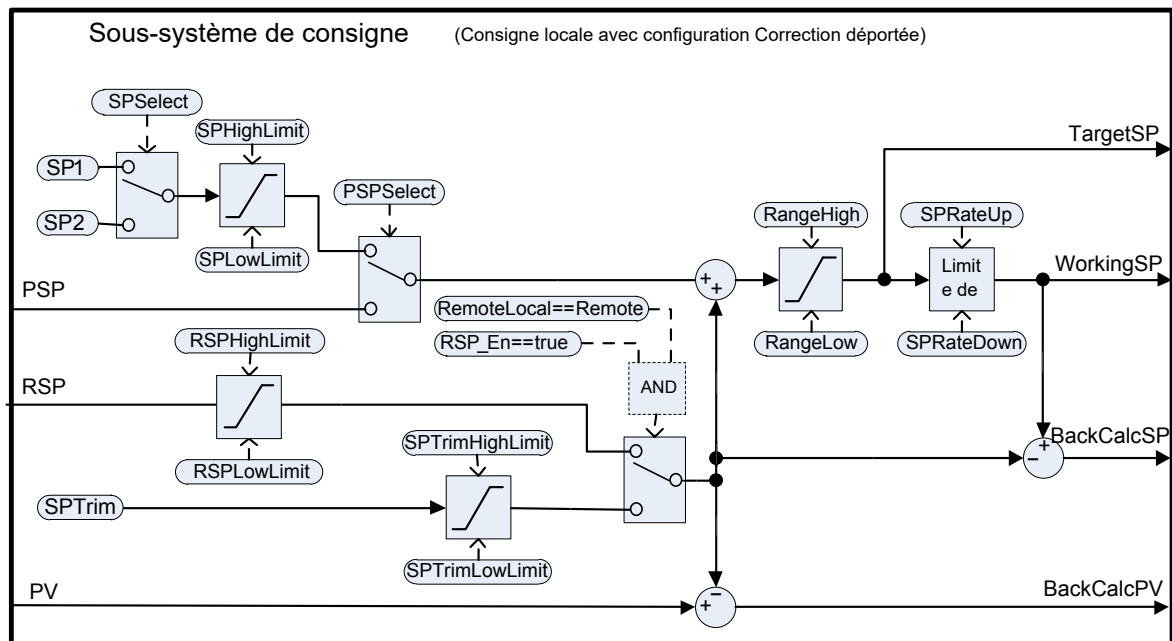 Sous-système de consigne (Consigne locale avec configuration Correction déportée)
SPSelect
SPHighLimit
TargetSP
SP1
PSPSelect
RangeHigh
SPRateUp
SP2
SPLowLimit
Limit
e de
WorkingSP
PSP
+
+
RemoteLocal==Remote
RSPHighLimit
RSP_En==true
RangeLow
SPRateDown
RSP
AND
SPTrimHighLimit
BackCalcSP
+
-
RSPLowLimit
SPTrim
SPTrimLowLimit
PV
-
+
BackCalcPV